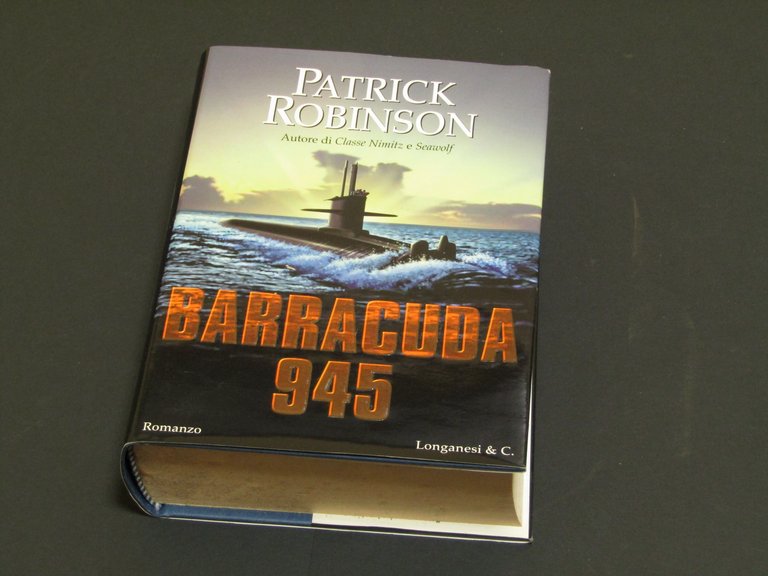 PATRICK
ROBINSON
Autore di Classe Nimitz e Seawolf
BARRACUDA
945
Romanzo
Longanesi & C.